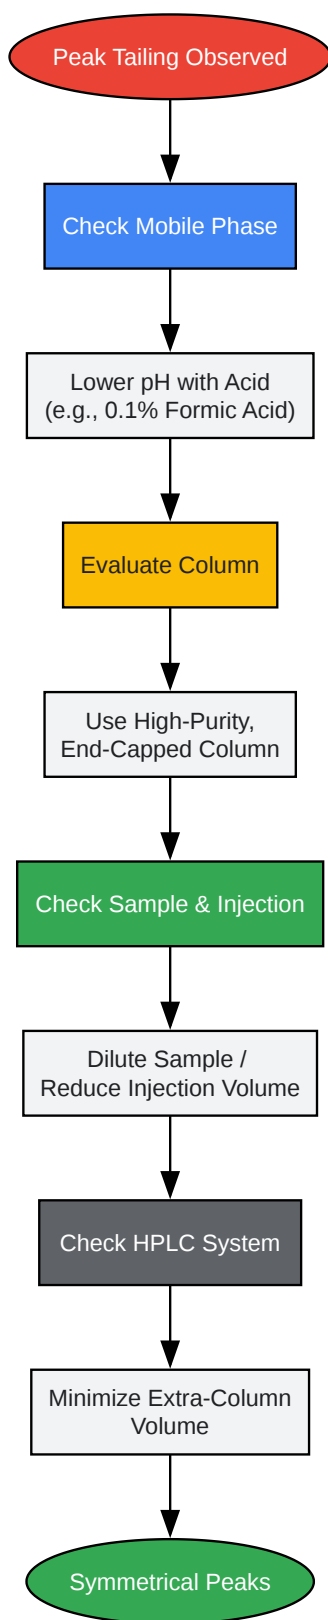 Peak Tailing Observed
Check Mobile Phase
Lower pH with Acid
(e.g., 0.1% Formic Acid)
Evaluate Column
Use High-Purity,
End-Capped Column
Check Sample & Injection
Dilute Sample /
Reduce Injection Volume
Check HPLC System
Minimize Extra-Column
Volume
Symmetrical Peaks